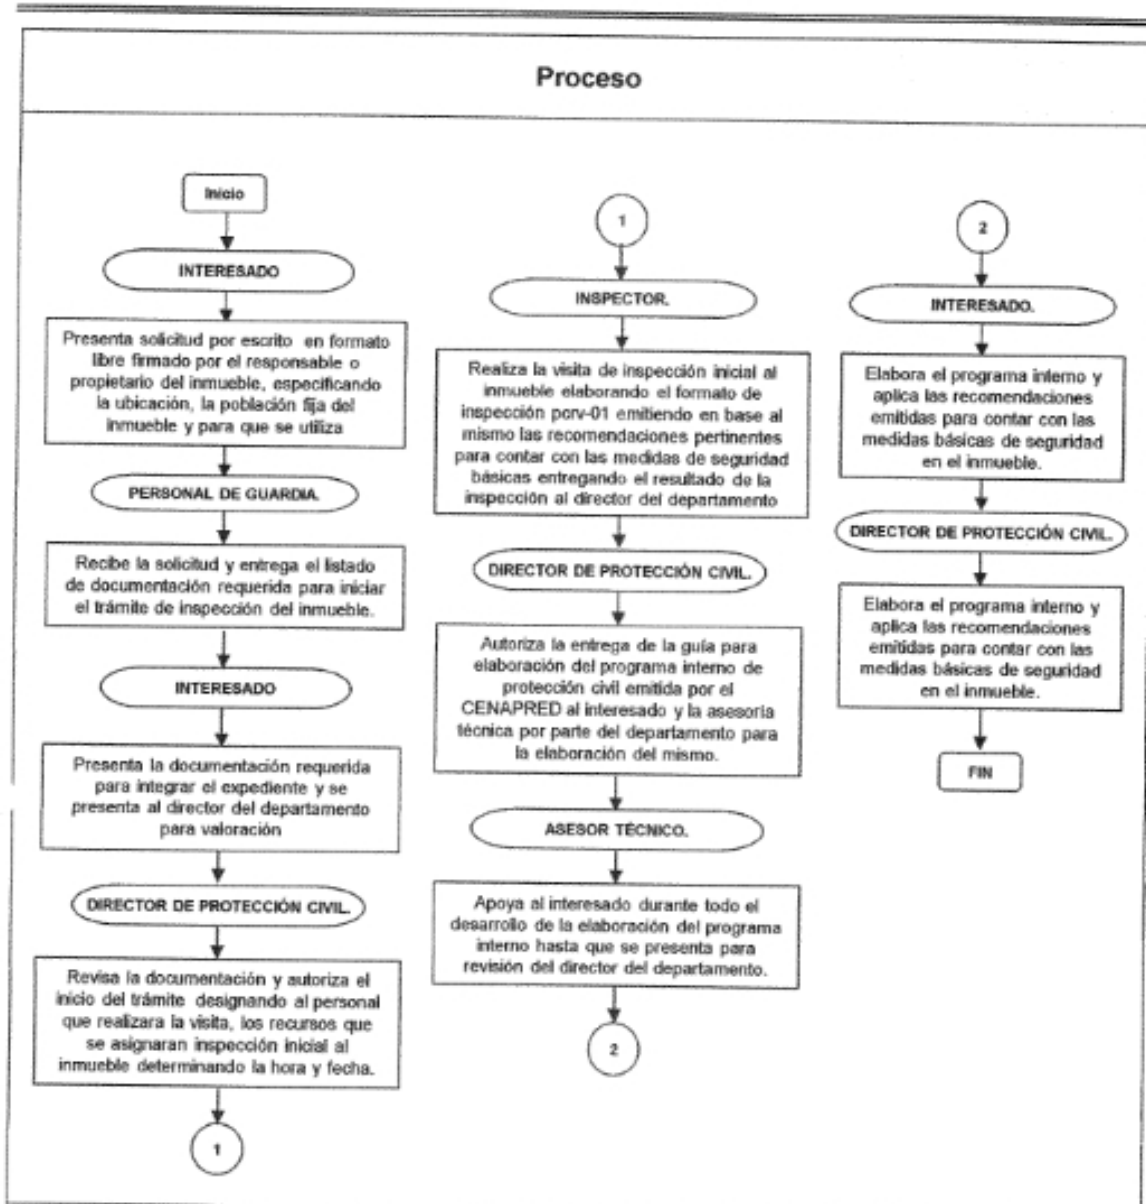 Proceso
Inicio
INTERESADO
Presenta solicitud por escrito en formato
libre firmado por el responsable o
propietario del inmueble, especificando
la ubicación, la población fija del
inmueble y para que se utiliza
PERSONAL DE GUARDIA.
Recibe la solicitud y entrega el listado
de documentación requerida para iniciar
el trámite de inspección del inmueble.
INTERESADO
Presenta la documentación requerida
para integrar el expediente y se
presenta al director del departamento
para valoración
DIRECTOR DE PROTECCIÓN CIVIL.
Revisa la documentación y autoriza el
inicio del trámite designando al personal
que realizara la visita, los recursos que
se asignaran inspección inicial al
inmueble determinando la hora y fecha.
1
1
INSPECTOR.
Realiza la visita de inspección inicial al
inmueble elaborando el formato de
inspección porv-01 emitiendo en base al
mismo las recomendaciones pertinentes
para contar con las medidas de seguridad
básicas entregando el resultado de la
inspección al director del departamento
DIRECTOR DE PROTECCIÓN CIVIL.
Autoriza la entrega de la guía para
elaboración del programa interno de
protección civil emitida por el
CENAPRED al interesado y la asesoría
técnica por parte del departamento para
la elaboración del mismo.
ASESOR TÉCNICO.
Apoya al interesado durante todo el
desarrollo de la elaboración del programa
interno hasta que se presenta para
revisión del director del departamento.
2
2
INTERESADO.
Elabora el programa interno y
aplica las recomendaciones
emitidas para contar con las
medidas básicas de seguridad
en el inmueble.
DIRECTOR DE PROTECCIÓN CIVIL.
Elabora el programa interno y
aplica las recomendaciones
emitidas para contar con las
medidas básicas de seguridad
en el inmueble.
FIN